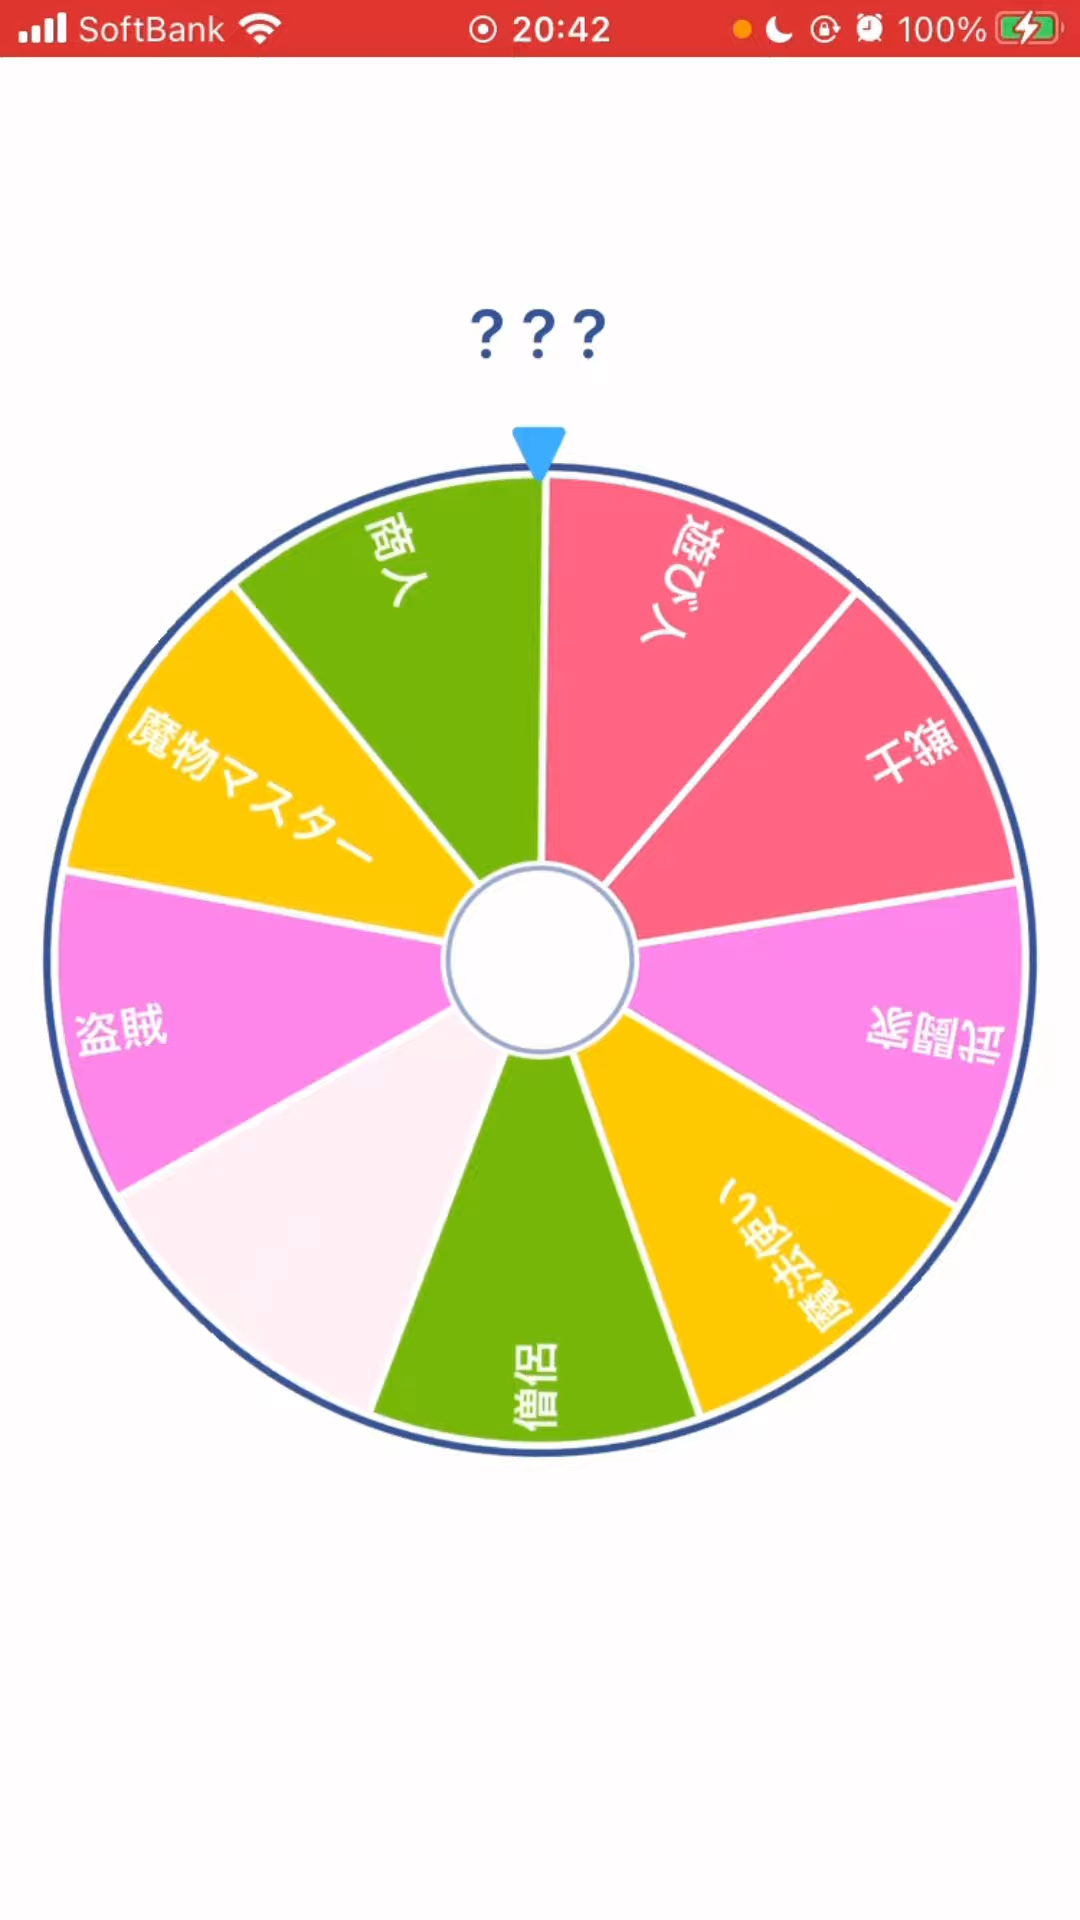 SoftBank 20:42 100%
? ? ?
商人
遊び人
戦士
武闘家
魔法使い
僧侶
盗賊
魔物マスター